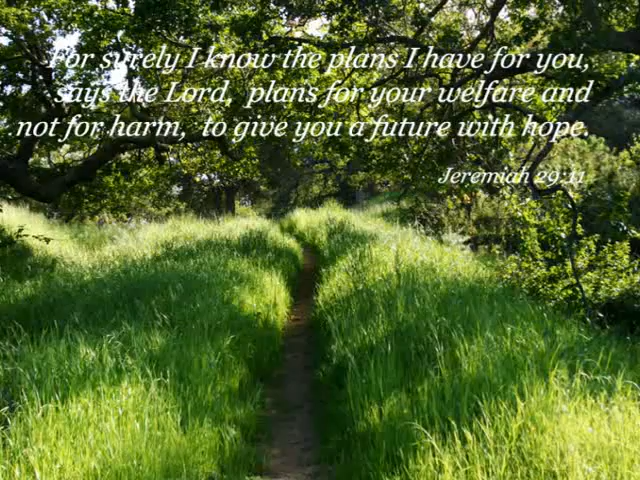 For surely I know the plans I have for you,
says the Lord, plans for your welfare and
not for harm, to give you a future with hope.
Jeremiah 29:11